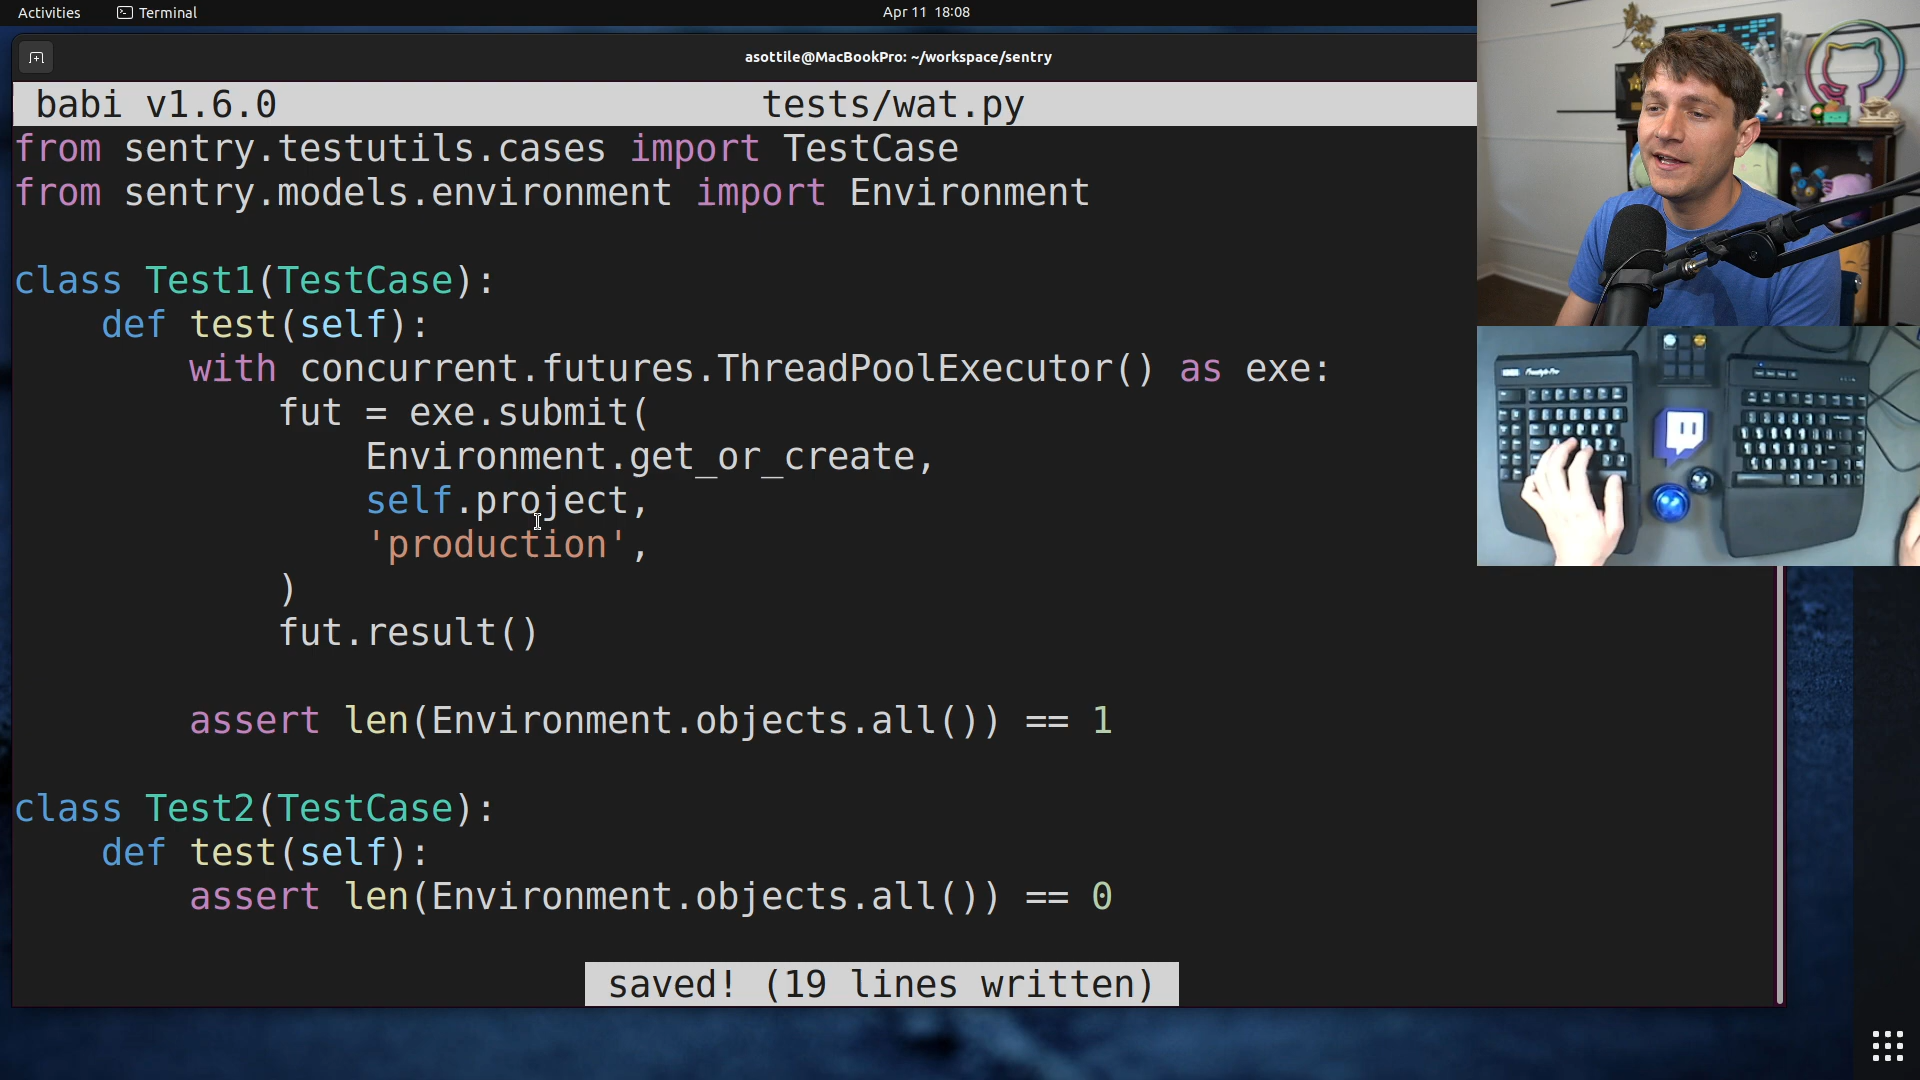 Activities
Terminal
Apr 11 18:08
asottile@MacBookPro: ~/workspace/sentry
babi v1.6.0
tests/wat.py
from sentry.testutils.cases import TestCase
from sentry.models.environment import Environment
class Test1(TestCase):
def test(self):
with concurrent.futures.ThreadPoolExecutor() as exe:
fut = exe.submit(
Environment.get_or_create,
self.project,
'production',
)
fut.result()
assert len(Environment.objects.all()) == 1
class Test2(TestCase):
def test(self):
assert len(Environment.objects.all()) == 0
saved! (19 lines written)